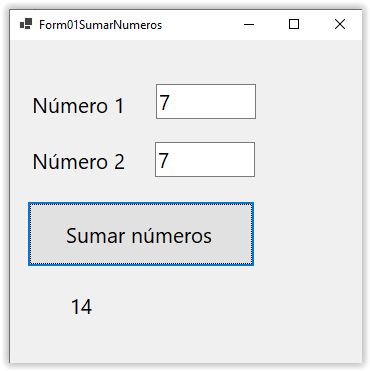 Form01SumarNumeros
Número 1 7
Número 2 7
Sumar números
14